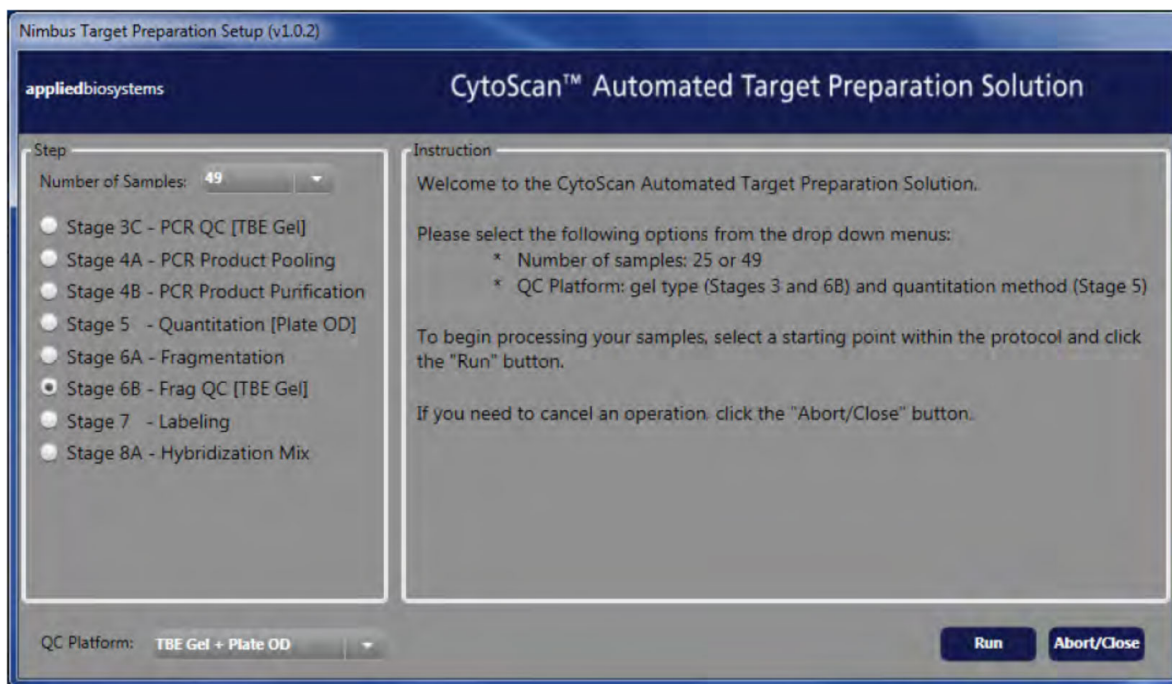 Nimbus Target Preparation Setup (v1.0.2)
appliedbiosystems
CytoScan™ Automated Target Preparation Solution
Step
Number of Samples: 49
Stage 3C - PCR QC [TBE Gel]
Stage 4A - PCR Product Pooling
Stage 4B - PCR Product Purification
Stage 5 - Quantitation [Plate OD]
Stage 6A - Fragmentation
Stage 6B - Frag QC [TBE Gel]
Stage 7 - Labeling
Stage 8A - Hybridization Mix
Instruction
Welcome to the CytoScan Automated Target Preparation Solution.
Please select the following options from the drop down menus:
* Number of samples: 25 or 49
* QC Platform: gel type (Stages 3 and 6B) and quantitation method (Stage 5)
To begin processing your samples, select a starting point within the protocol and click
the "Run" button.
If you need to cancel an operation click the "Abort/Close" button.
QC Platform: TBE Gel + Plate OD
Run
Abort/Close